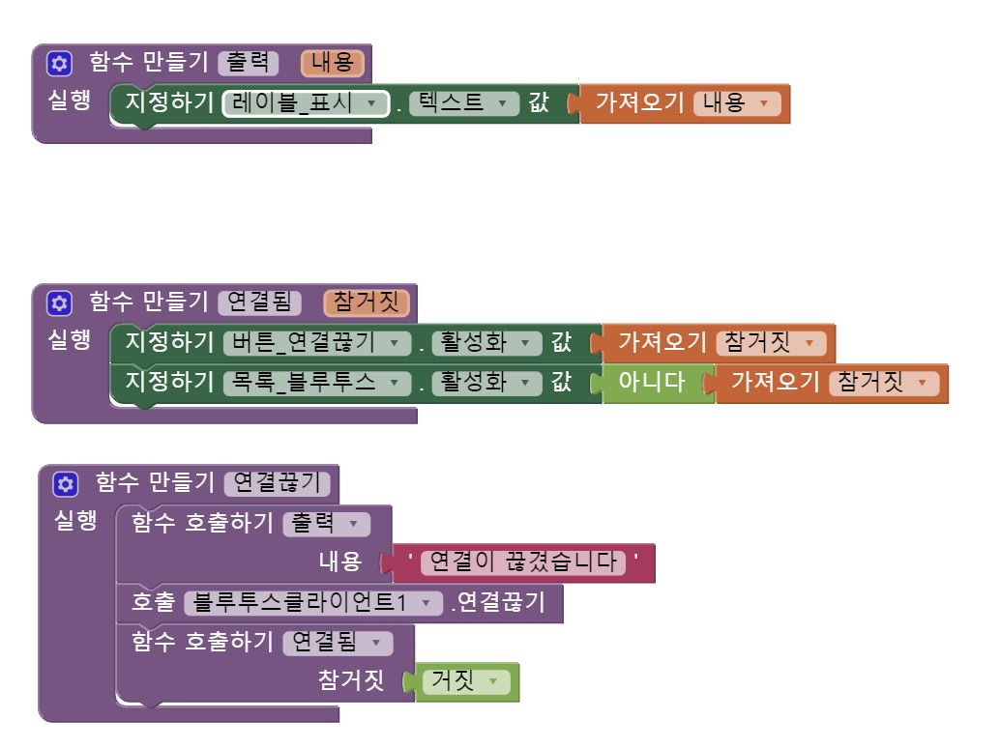 함수 만들기 출력 내용
실행 지정하기 레이블_표시 . 텍스트 값 가져오기 내용
함수 만들기 연결됨 참거짓
실행 지정하기 버튼_연결끊기 . 활성화 값 가져오기 참거짓
지정하기 목록_블루투스 . 활성화 값 아니다 가져오기 참거짓
함수 만들기 연결끊기
실행 함수 호출하기 출력
내용 ' 연결이 끊겼습니다 '
호출 블루투스클라이언트1 .연결끊기
함수 호출하기 연결됨
참거짓 거짓